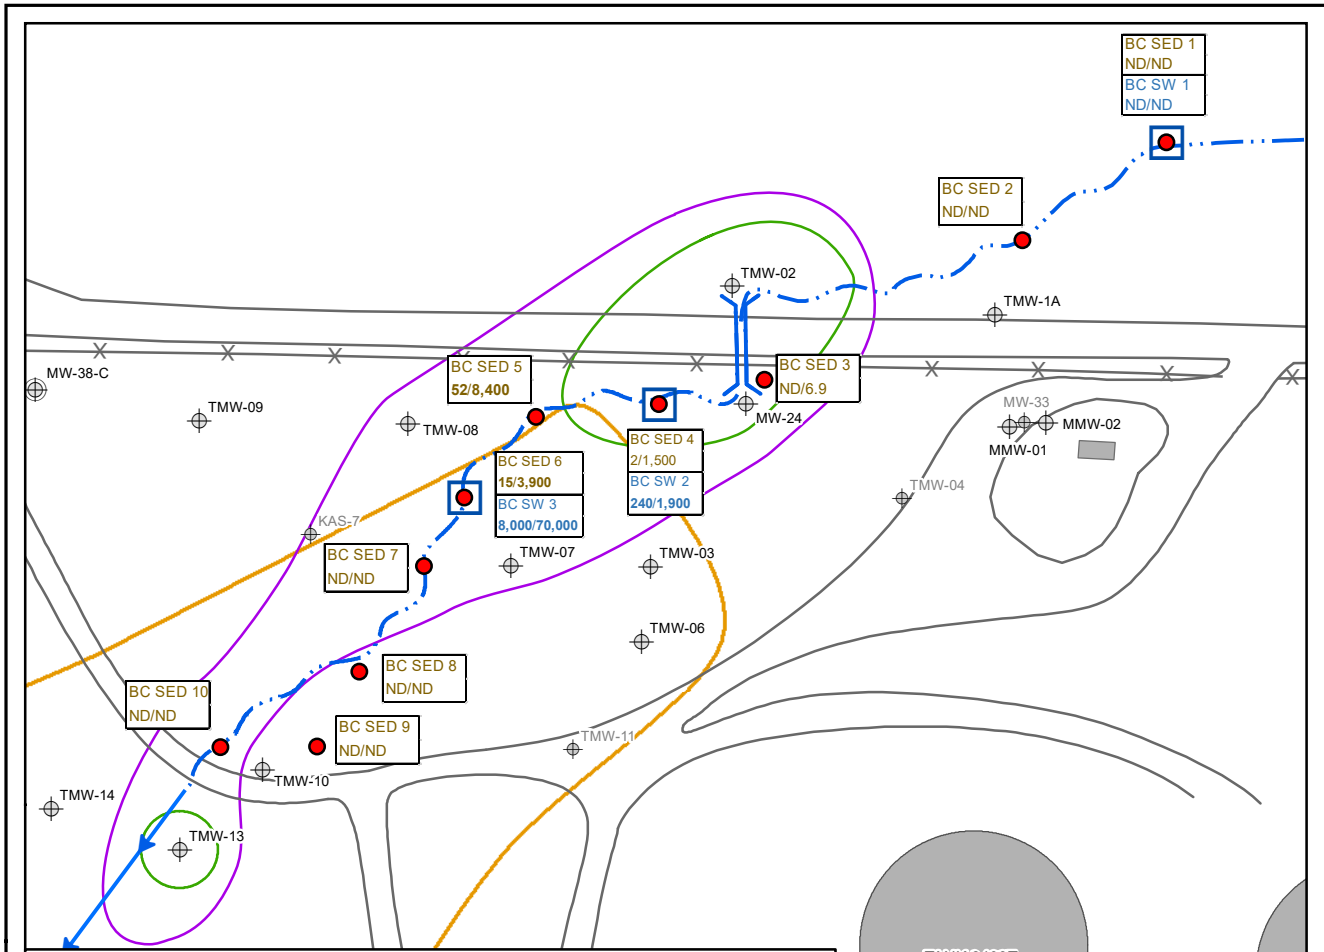 BC SED 1
ND/ND
BC SW 1
ND/ND
BC SED 2
ND/ND
TMW-02
TMW-1A
BC SED 5
52/8,400
BC SED 3
ND/6.9
MW-38-C
TMW-09
TMW-08
MW-24
MW-33
MMW-02
MMW-01
BC SED 4
2/1,500
BC SW 2
240/1,900
BC SED 6
15/3,900
BC SW 3
8,000/70,000
TMW-04
KAS-7
BC SED 7
ND/ND
TMW-07
TMW-03
TMW-06
BC SED 8
ND/ND
BC SED 10
ND/ND
BC SED 9
ND/ND
TMW-11
TMW-10
TMW-14
TMW-13